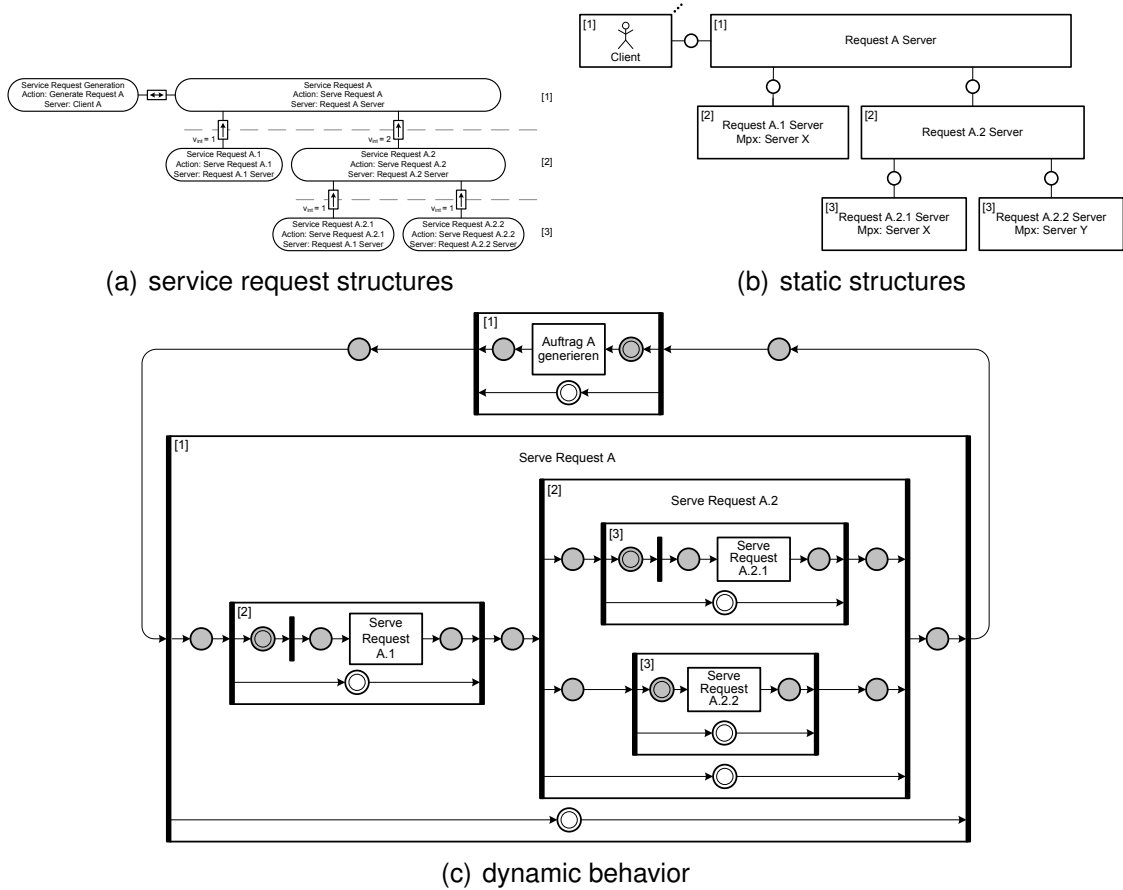 Service Request Generation
Action: Generate Request A
Server: Client A
Service Request A
Action: Serve Request A
Server: Request A Server
[1]
v_int = 1
v_int = 2
Service Request A.1
Action: Serve Request A.1
Server: Request A.1 Server
Service Request A.2
Action: Serve Request A.2
Server: Request A.2 Server
[2]
v_int = 1
v_int = 1
Service Request A.2.1
Action: Serve Request A.2.1
Server: Request A.1 Server
Service Request A.2.2
Action: Serve Request A.2.2
Server: Request A.2.2 Server
[3]
(a) service request structures
[1]
Client
[1]
Request A Server
[2]
Request A.1 Server
Mpx: Server X
[2]
Request A.2 Server
[3]
Request A.2.1 Server
Mpx: Server X
[3]
Request A.2.2 Server
Mpx: Server Y
(b) static structures
[1]
Auftrag A
generieren
[1]
Serve Request A
[2]
Serve Request A.2
[3]
Serve
Request
A.2.1
[2]
Serve
Request
A.1
[3]
Serve
Request
A.2.2
(c) dynamic behavior